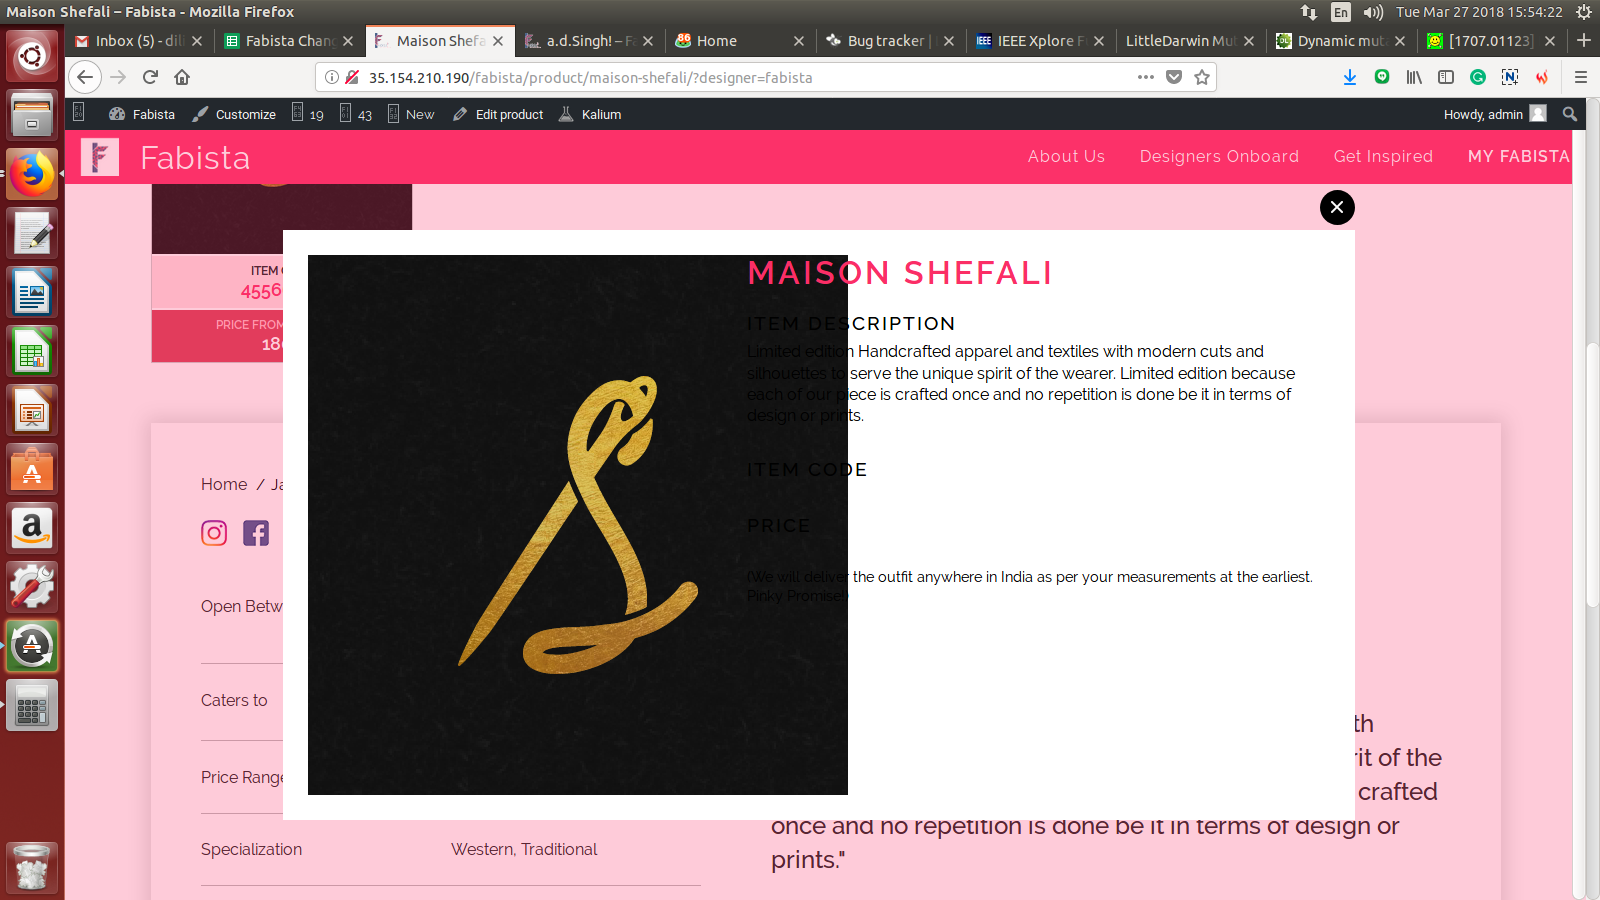 Maison Shefali – Fabista - Mozilla Firefox
En
Tue Mar 27 2018 15:54:22
Inbox (5) - dil
Fabista Chan
Maison Shefa
a.d.Singh! – Fa
Home
Bug tracker |
IEEE Xplore F
LittleDarwin Mu
Dynamic muta
[1707.01123]
35.154.210.190/fabista/product/maison-shefali/?designer=fabista
Fabista
Customize
19
43
New
Edit product
Kalium
Howdy, admin
Fabista
About Us
Designers Onboard
Get Inspired
MY FABISTA
ITEM
4556
PRICE FROM
18
MAISON SHEFALI
ITEM DESCRIPTION
Limited edition Handcrafted apparel and textiles with modern cuts and
silhouettes to serve the unique spirit of the wearer. Limited edition because
each of our piece is crafted once and no repetition is done be it in terms of
design or prints.
ITEM CODE
PRICE
(We will deliver the outfit anywhere in India as per your measurements at the earliest.
Pinky Promise!)
Home / Ja
Open Betw
Caters to
Price Range
Specialization
Western, Traditional
th
rit of the
crafted
once and no repetition is done be it in terms of design or
prints."